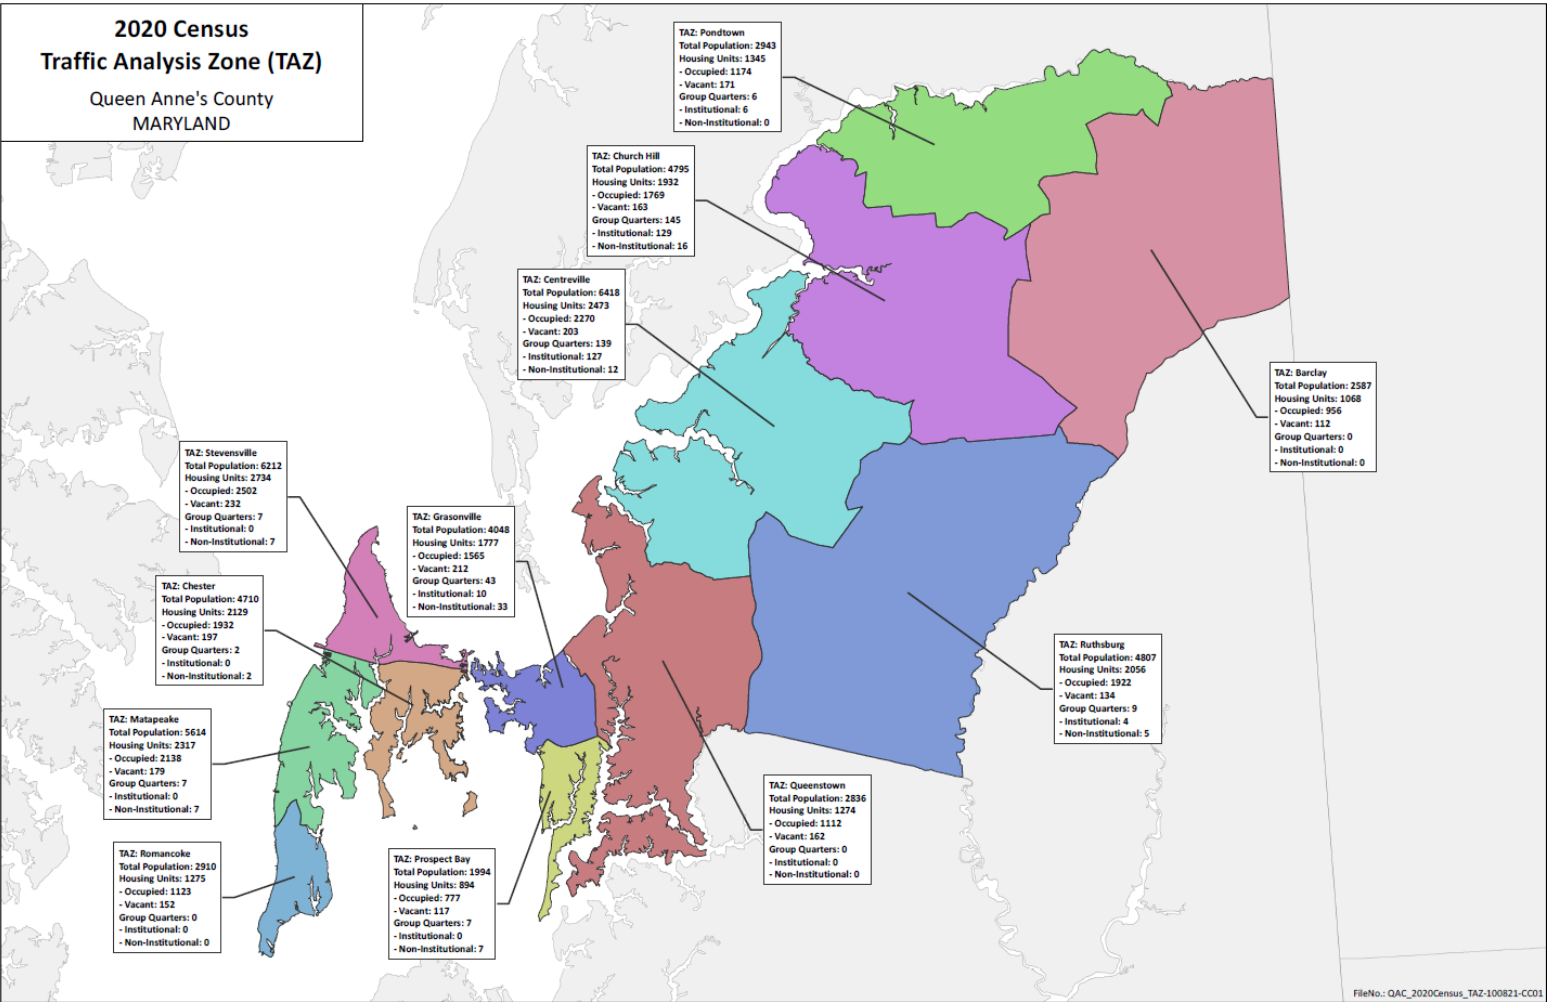 2020 Census
Traffic Analysis Zone (TAZ)
Queen Anne's County
MARYLAND
TAZ: Pondtown
Total Population: 2943
Housing Units: 1345
- Occupied: 1174
- Vacant: 171
Group Quarters: 6
- Institutional: 6
- Non-Institutional: 0
TAZ: Church Hill
Total Population: 4795
Housing Units: 1932
- Occupied: 1769
- Vacant: 163
Group Quarters: 145
- Institutional: 129
- Non-Institutional: 16
TAZ: Centreville
Total Population: 6418
Housing Units: 2473
- Occupied: 2270
- Vacant: 203
Group Quarters: 139
- Institutional: 127
- Non-Institutional: 12
TAZ: Barclay
Total Population: 2587
Housing Units: 1068
- Occupied: 956
- Vacant: 112
Group Quarters: 0
- Institutional: 0
- Non-Institutional: 0
TAZ: Stevensville
Total Population: 6212
Housing Units: 2734
- Occupied: 2502
- Vacant: 232
Group Quarters: 7
- Institutional: 0
- Non-Institutional: 7
TAZ: Grasonville
Total Population: 4048
Housing Units: 1777
- Occupied: 1565
- Vacant: 212
Group Quarters: 43
- Institutional: 10
- Non-Institutional: 33
TAZ: Chester
Total Population: 4710
Housing Units: 2129
- Occupied: 1932
- Vacant: 197
Group Quarters: 2
- Institutional: 0
- Non-Institutional: 2
TAZ: Ruthsburg
Total Population: 4807
Housing Units: 2056
- Occupied: 1922
- Vacant: 134
Group Quarters: 9
- Institutional: 4
- Non-Institutional: 5
TAZ: Matapeake
Total Population: 5614
Housing Units: 2317
- Occupied: 2138
- Vacant: 179
Group Quarters: 7
- Institutional: 0
- Non-Institutional: 7
TAZ: Queenstown
Total Population: 2836
Housing Units: 1274
- Occupied: 1112
- Vacant: 162
Group Quarters: 0
- Institutional: 0
- Non-Institutional: 0
TAZ: Romancoke
Total Population: 2910
Housing Units: 1275
- Occupied: 1123
- Vacant: 152
Group Quarters: 0
- Institutional: 0
- Non-Institutional: 0
TAZ: Prospect Bay
Total Population: 1994
Housing Units: 894
- Occupied: 777
- Vacant: 117
Group Quarters: 7
- Institutional: 0
- Non-Institutional: 7
FileNo.: QAC_2020Census_TAZ-100821-CC01